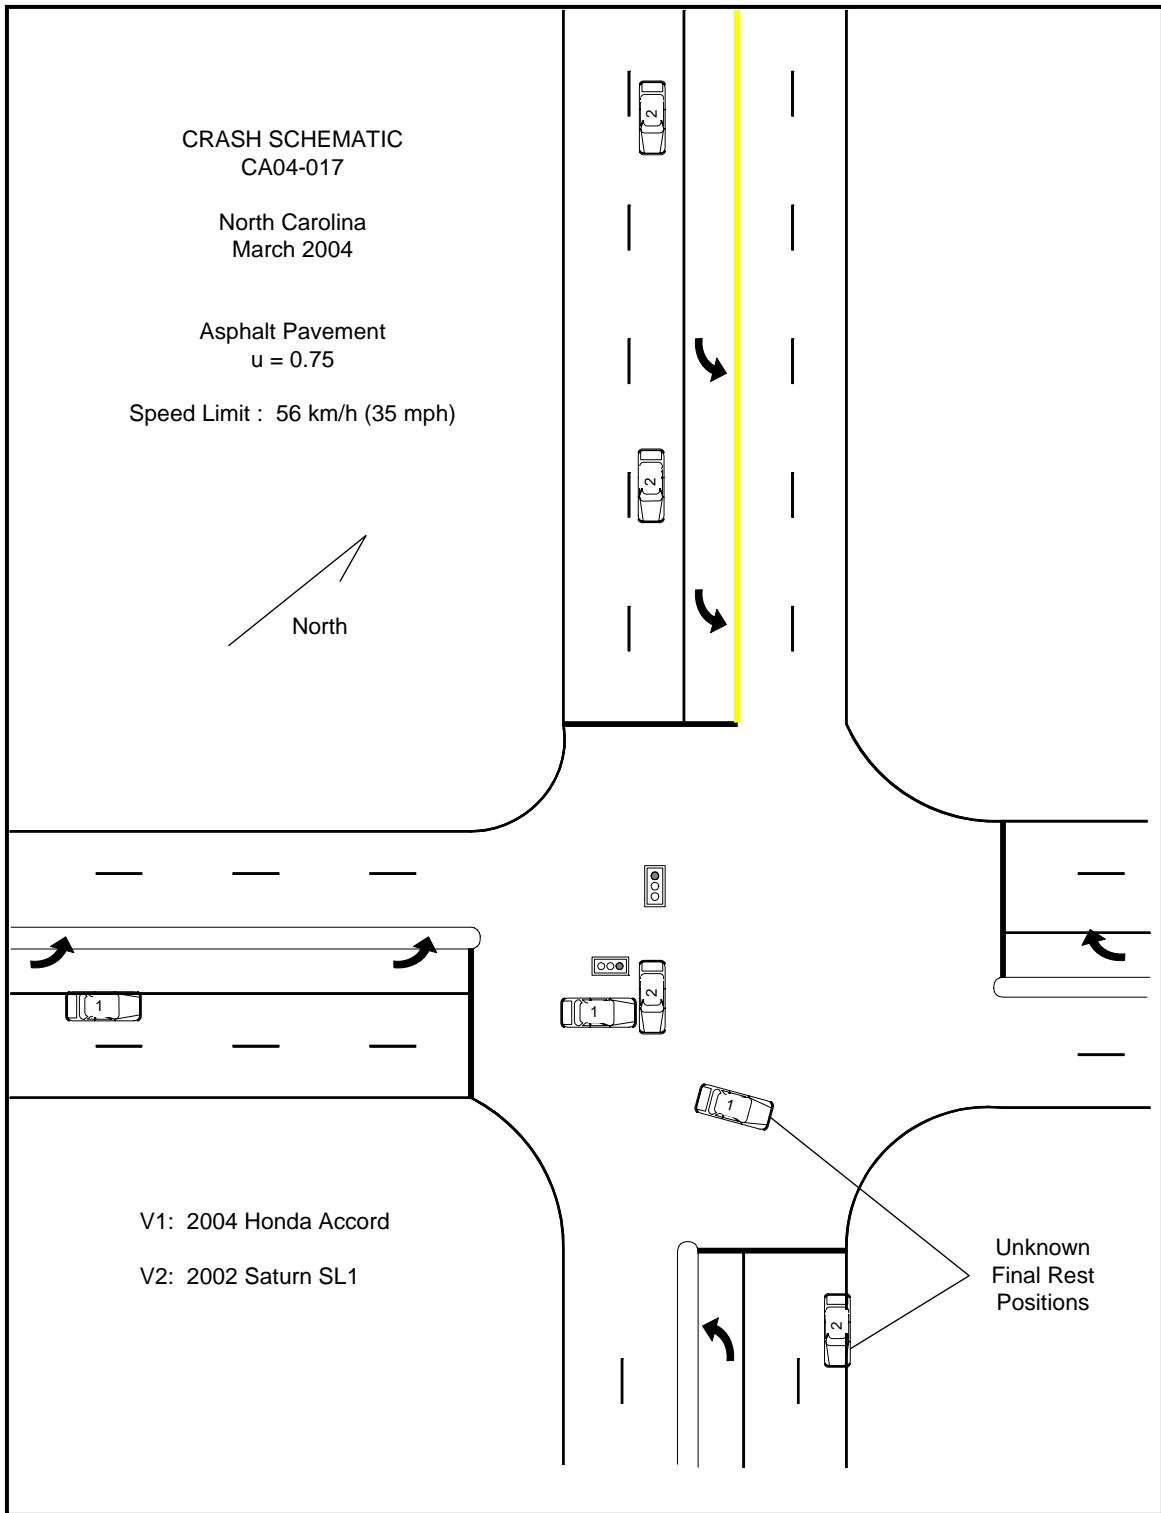 CRASH SCHEMATIC
CA04-017
North Carolina
March 2004
Asphalt Pavement
u = 0.75
Speed Limit : 56 km/h (35 mph)
2
2
North
1
1
2
1
V1: 2004 Honda Accord
V2: 2002 Saturn SL1
Unknown
Final Rest
Positions
2